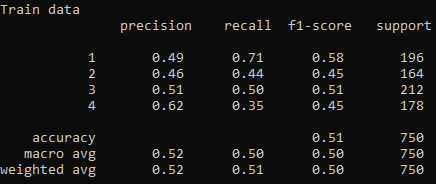 Train data
precision recall f1-score support
1 0.49 0.71 0.58 196
2 0.46 0.44 0.45 164
3 0.51 0.50 0.51 212
4 0.62 0.35 0.45 178
accuracy 0.51 750
macro avg 0.52 0.50 0.50 750
weighted avg 0.52 0.51 0.50 750